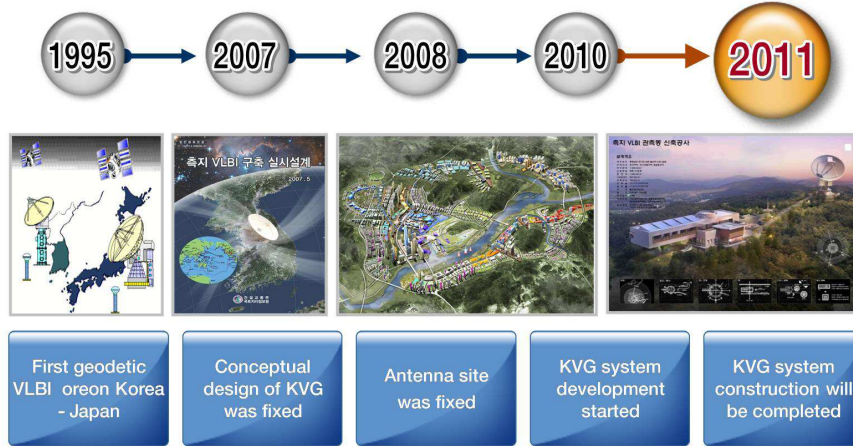 1995
2007
2008
2010
2011
측지 VLBI 구축 실시설계
2007. 5
측지 VLBI 관측동 신축공사
First geodetic
VLBI oreon Korea
- Japan
Conceptual
design of KVG
was fixed
Antenna site
was fixed
KVG system
development
started
KVG system
construction will
be completed